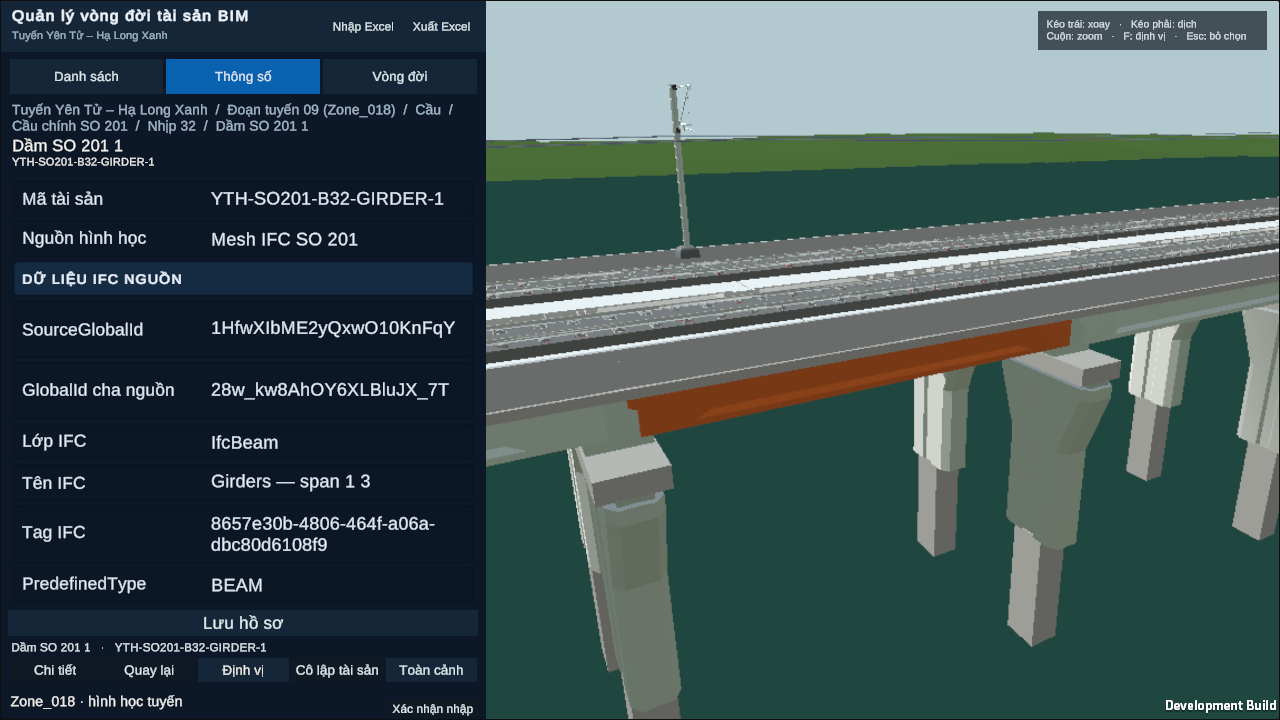 Quản lý vòng đời tài sản BIM
Tuyến Yên Tử – Hạ Long Xanh
Nhập Excel
Xuất Excel
Danh sách
Thông số
Vòng đời
Tuyến Yên Tử – Hạ Long Xanh / Đoạn tuyến 09 (Zone_018) / Cầu /
Cầu chính SO 201 / Nhịp 32 / Dầm SO 201 1
Dầm SO 201 1
YTH-SO201-B32-GIRDER-1
Mã tài sản
YTH-SO201-B32-GIRDER-1
Nguồn hình học
Mesh IFC SO 201
DỮ LIỆU IFC NGUỒN
SourceGlobalId
1HfwXIbME2yQxwO10KnFqY
GlobalId cha nguồn
28w_kw8AhOY6XLBluJX_7T
Lớp IFC
IfcBeam
Tên IFC
Girders — span 1 3
Tag IFC
8657e30b-4806-464f-a06a-
dbc80d6108f9
PredefinedType
BEAM
Lưu hồ sơ
Dầm SO 201 1 · YTH-SO201-B32-GIRDER-1
Chi tiết
Quay lại
Định vị
Cô lập tài sản
Toàn cảnh
Zone_018 · hình học tuyến
Xác nhận nhập
Kéo trái: xoay · Kéo phải: dịch
Cuộn: zoom · F: định vị · Esc: bỏ chọn
Development Build